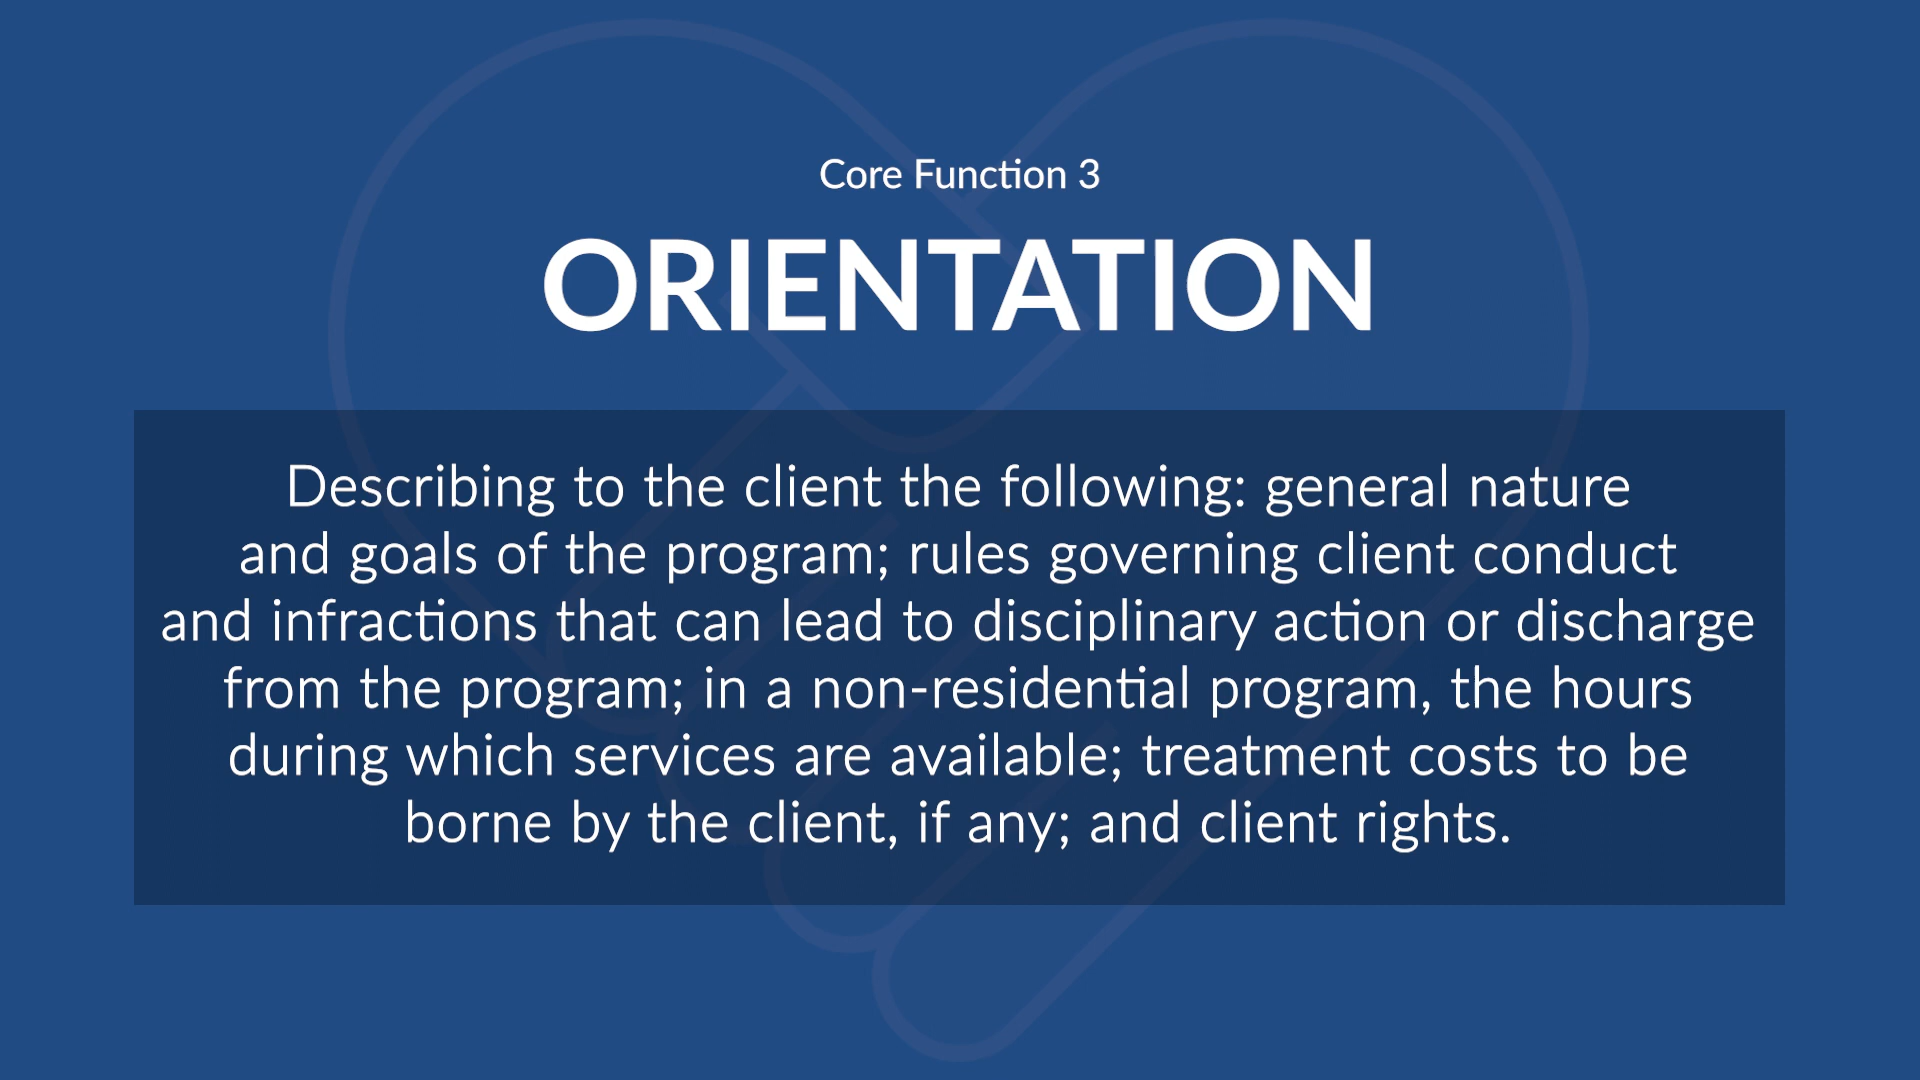 Core Function 3
ORIENTATION
Describing to the client the following: general nature
and goals of the program; rules governing client conduct
and infractions that can lead to disciplinary action or discharge
from the program; in a non-residential program, the hours
during which services are available; treatment costs to be
borne by the client, if any; and client rights.